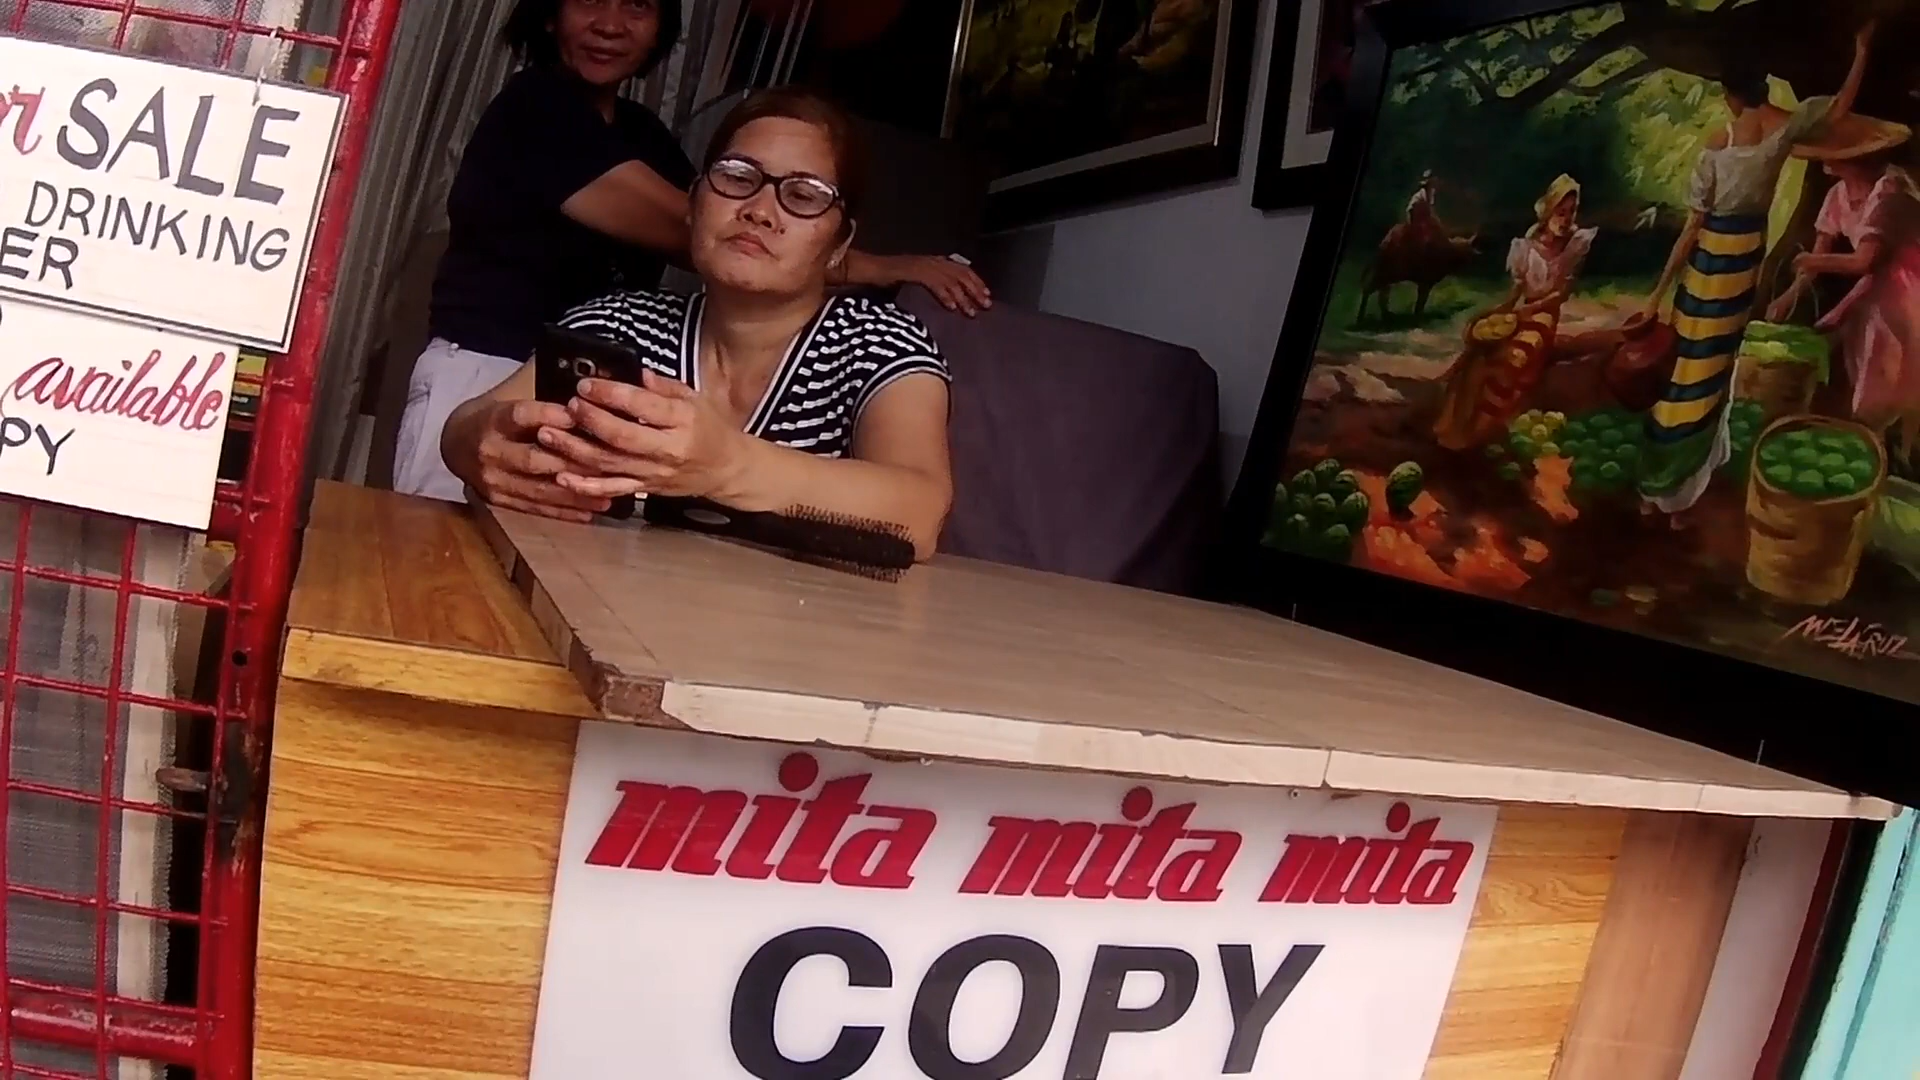 r SALE
DRINKING
ER
available
PY
mita mita mita
COPY